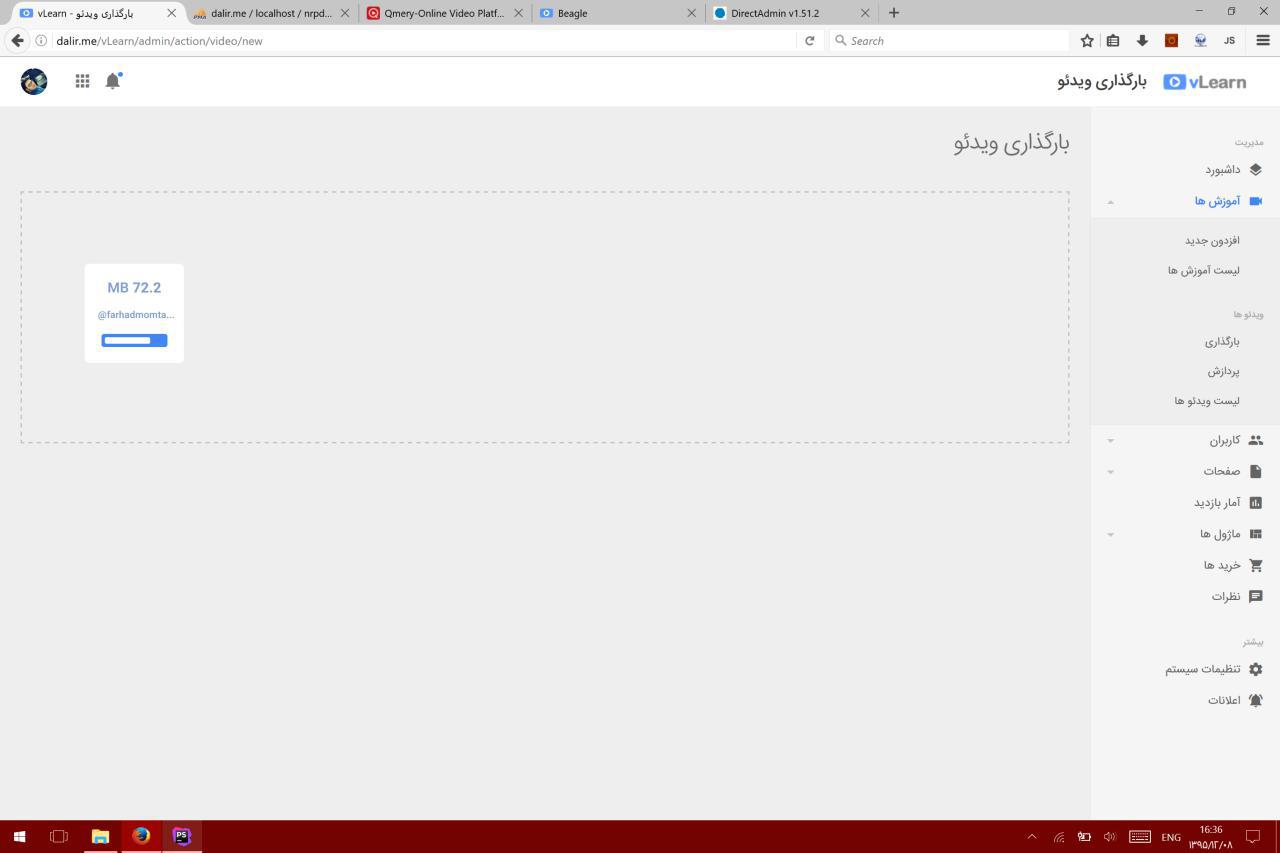 vLearn - بارگذاری ویدئو
dalir.me / localhost / nrpd...
Qmery-Online Video Platf...
Beagle
DirectAdmin v1.51.2
dalir.me/vLearn/admin/action/video/new
Search
JS
vLearn
بارگذاری ویدئو
بارگذاری ویدئو
MB 72.2
@farhadmomta...
مدیریت
داشبورد
آموزش ها
افزدون جدید
لیست آموزش ها
ویدئو ها
بارگذاری
پردازش
لیست ویدئو ها
کاربران
صفحات
آمار بازدید
ماژول ها
خرید ها
نظرات
بیشتر
تنظیمات سیستم
اعلانات
PS
ENG
16:36
۱۳۹۵/۱۲/۰۸